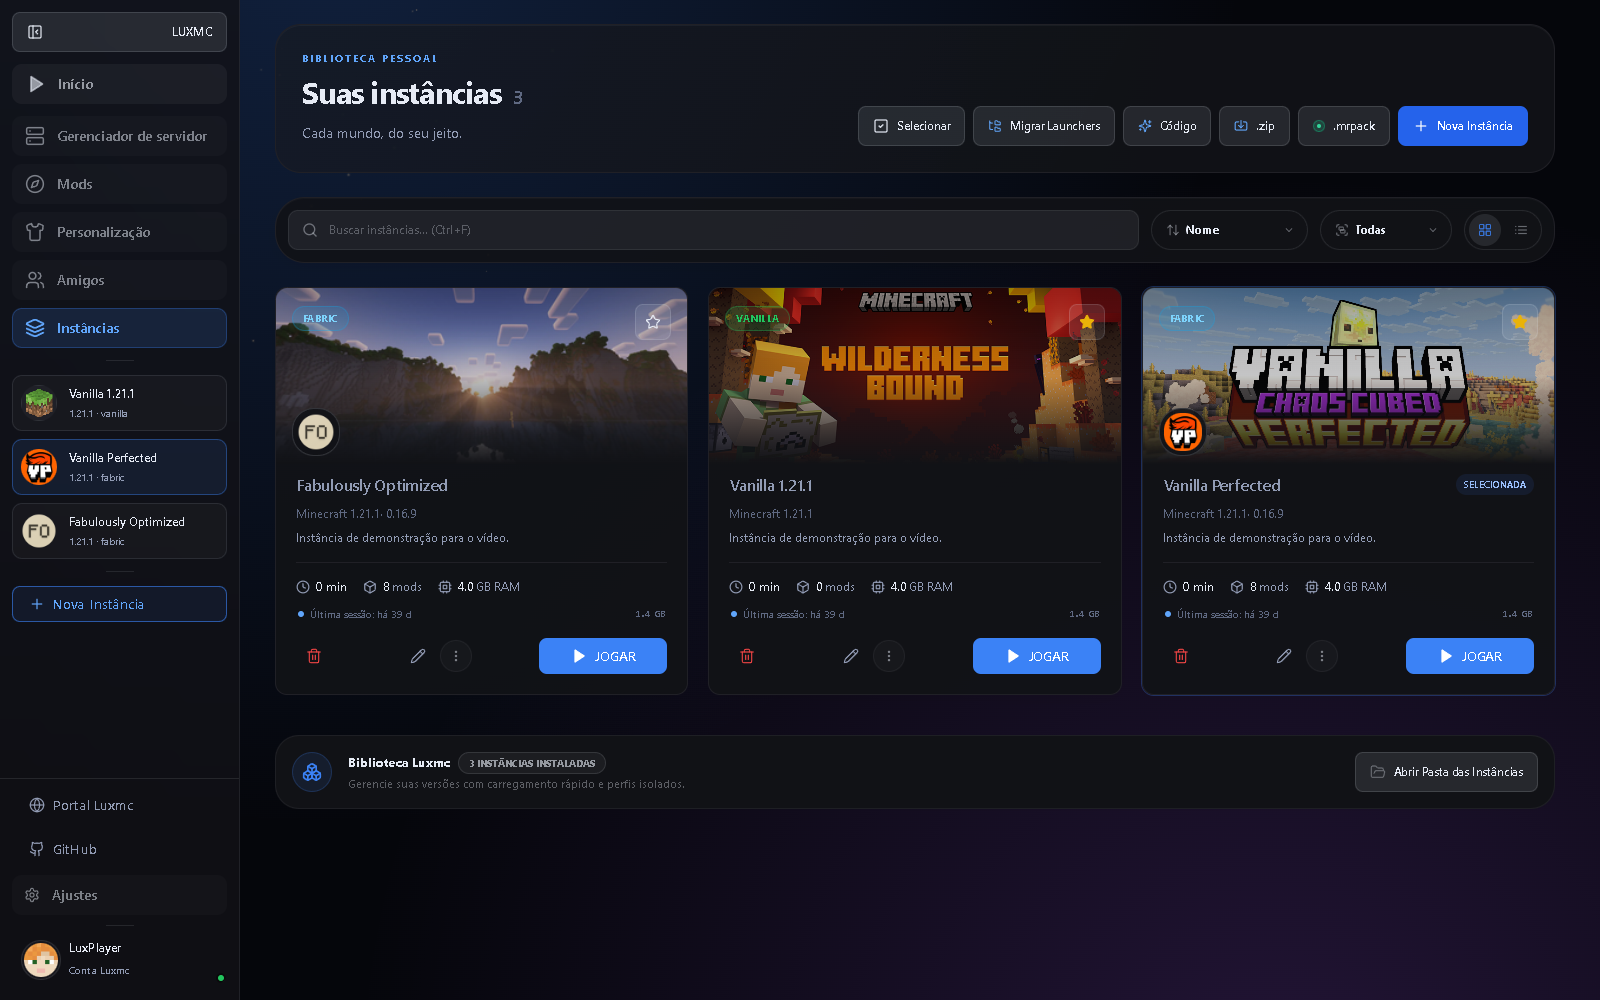 LUXMC
Início
Gerenciador de servidor
Mods
Personalização
Amigos
Instâncias
Vanilla 1.21.1
1.21.1 · vanilla
Vanilla Perfected
1.21.1 · fabric
Fabulously Optimized
1.21.1 · fabric
Nova Instância
Portal Luxmc
GitHub
Ajustes
LuxPlayer
Conta Luxmc
BIBLIOTECA PESSOAL
Suas instâncias 3
Cada mundo, do seu jeito.
Selecionar
Migrar Launchers
Código
.zip
.mrpack
Nova Instância
Buscar instâncias... (Ctrl+F)
Nome
Todas
FABRIC
FO
Fabulously Optimized
Minecraft 1.21.1· 0.16.9
Instância de demonstração para o vídeo.
0 min 8 mods 4.0 GB RAM
Última sessão: há 39 d 1.4 GB
JOGAR
VANILLA
MINECRAFT
WILDERNESS
BOUND
Vanilla 1.21.1
Minecraft 1.21.1
Instância de demonstração para o vídeo.
0 min 0 mods 4.0 GB RAM
Última sessão: há 39 d 1.4 GB
JOGAR
FABRIC
VANILLA
CHAOS CUBED
PERFECTED
VP
Vanilla Perfected SELECIONADA
Minecraft 1.21.1· 0.16.9
Instância de demonstração para o vídeo.
0 min 8 mods 4.0 GB RAM
Última sessão: há 39 d 1.4 GB
JOGAR
Biblioteca Luxmc 3 INSTÂNCIAS INSTALADAS
Gerencie suas versões com carregamento rápido e perfis isolados.
Abrir Pasta das Instâncias